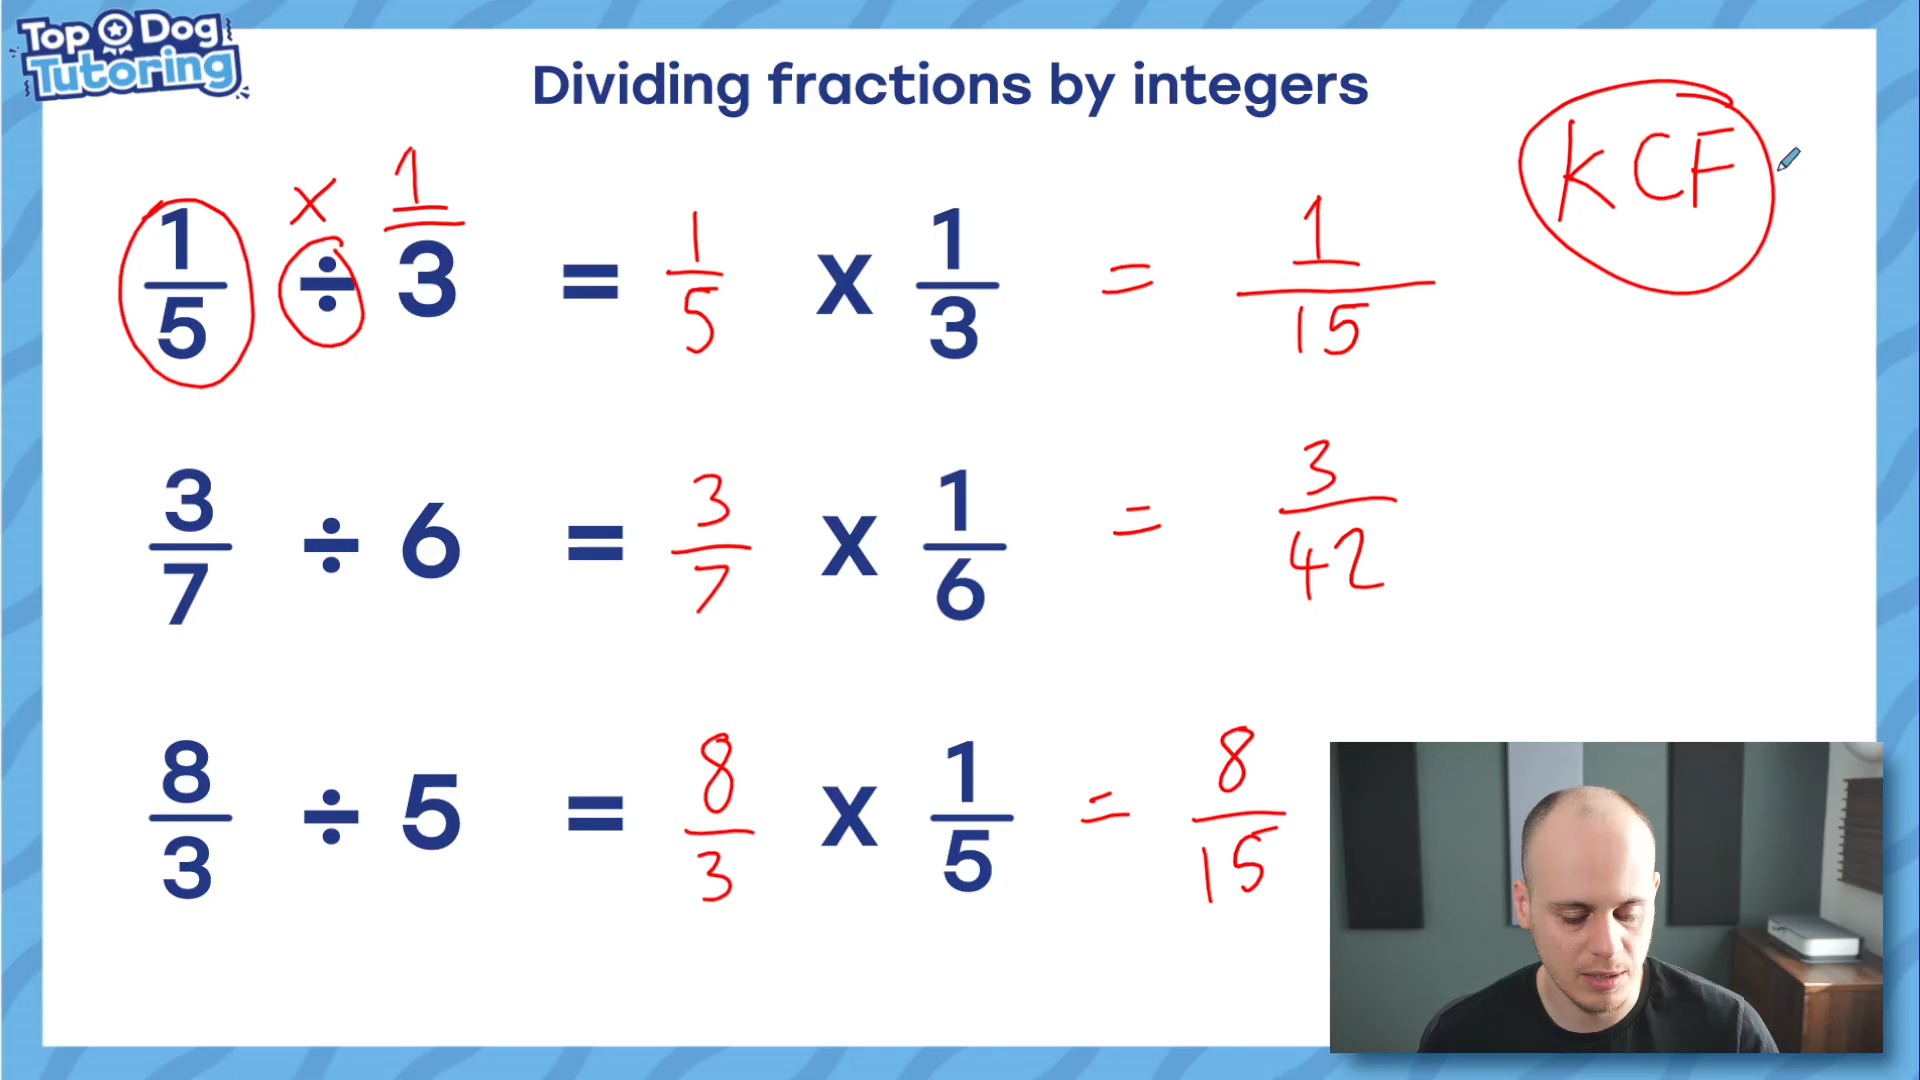 Top Dog
Tutoring
Dividing fractions by integers
KCF
× 1
1/5 ÷ 3 = 1/5 x 1/3 = 1/15
3/7 ÷ 6 = 3/7 x 1/6 = 3/42
8/3 ÷ 5 = 8/3 x 1/5 = 8/15